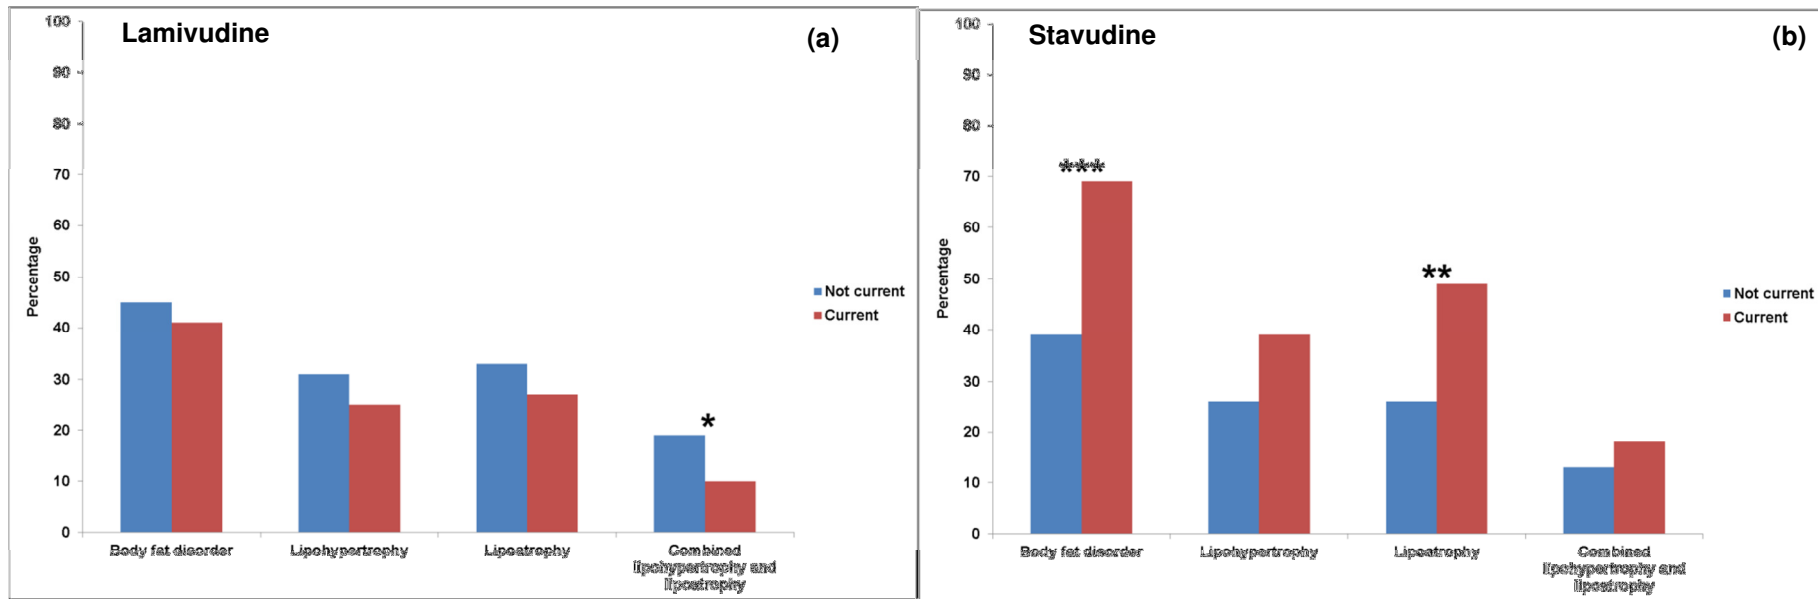 Lamivudine
(a)
100
90
80
70
60
50
40
30
20
10
0
Percentage
*
Not current
Current
Body fat disorder
Lipohypertrophy
Lipoatrophy
Combined
lipohypertrophy and
lipoatrophy
Stavudine
(b)
100
90
80
70
60
50
40
30
20
10
0
Percentage
***
**
Not current
Current
Body fat disorder
Lipohypertrophy
Lipoatrophy
Combined
lipohypertrophy and
lipoatrophy